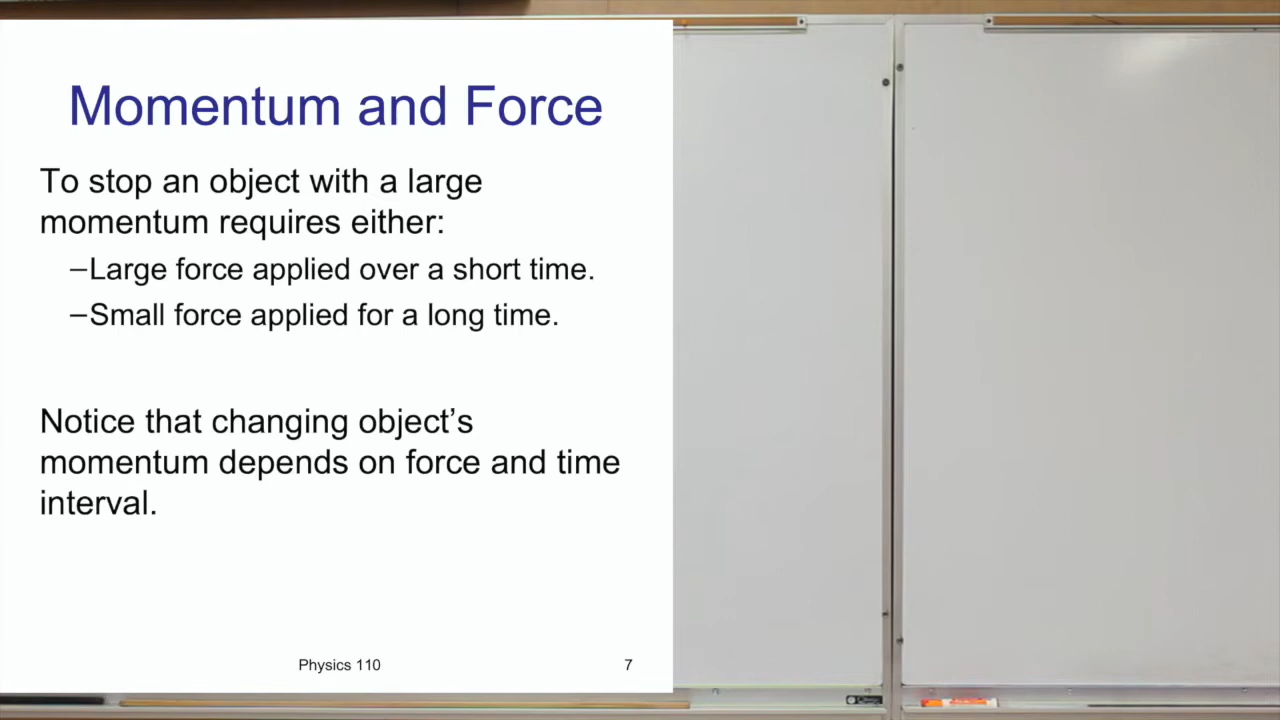 Momentum and Force
To stop an object with a large
momentum requires either:
–Large force applied over a short time.
–Small force applied for a long time.
Notice that changing object’s
momentum depends on force and time
interval.
Physics 110
7